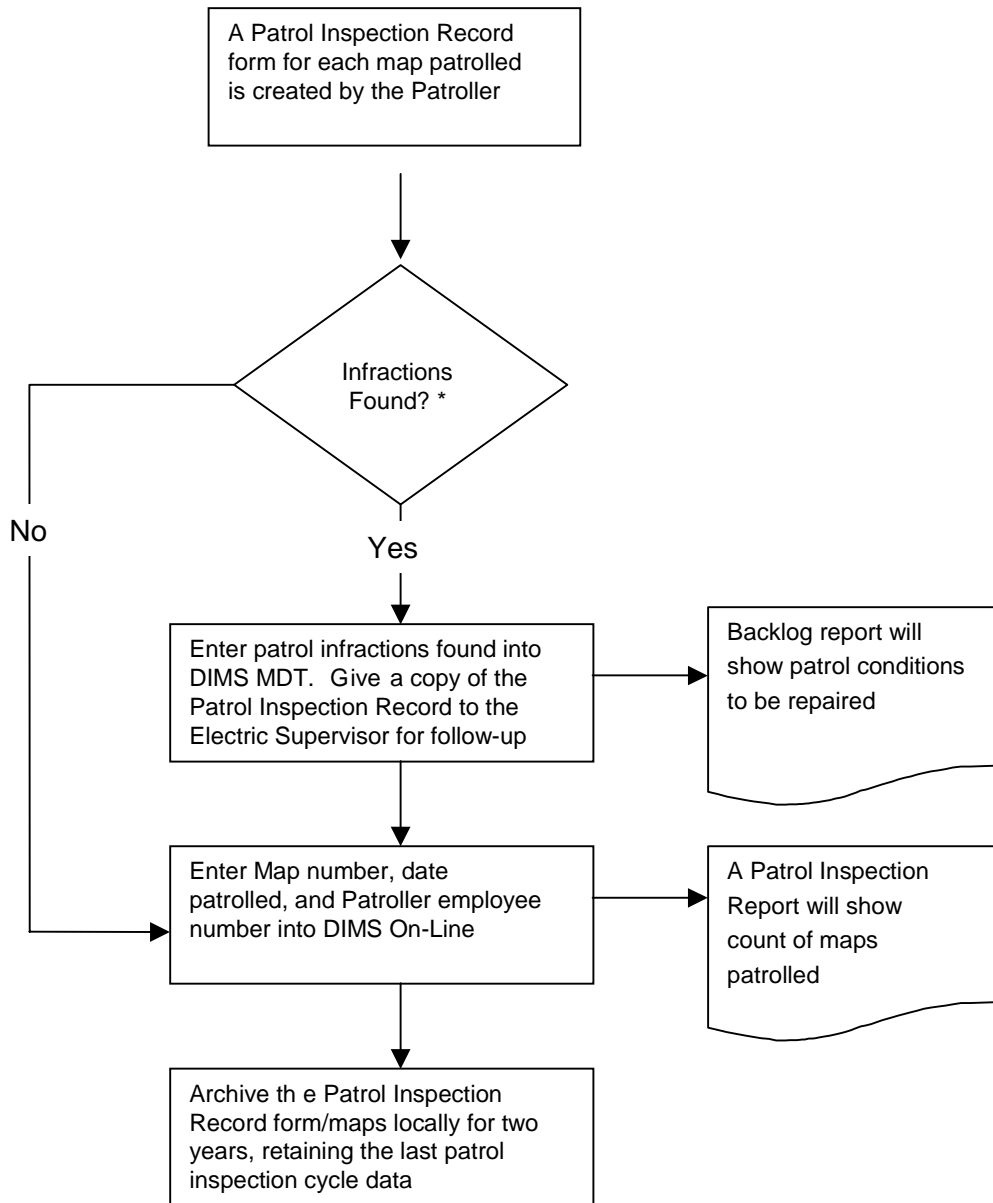 A Patrol Inspection Record
form for each map patrolled
is created by the Patroller
Infractions
Found? *
No
Yes
Enter patrol infractions found into
DIMS MDT.  Give a copy of the
Patrol Inspection Record to the
Electric Supervisor for follow-up
Backlog report will
show patrol conditions
to be repaired
Enter Map number, date
patrolled, and Patroller employee
number into DIMS On-Line
A Patrol Inspection
Report will show
count of maps
patrolled
Archive th e Patrol Inspection
Record form/maps locally for two
years, retaining the last patrol
inspection cycle data